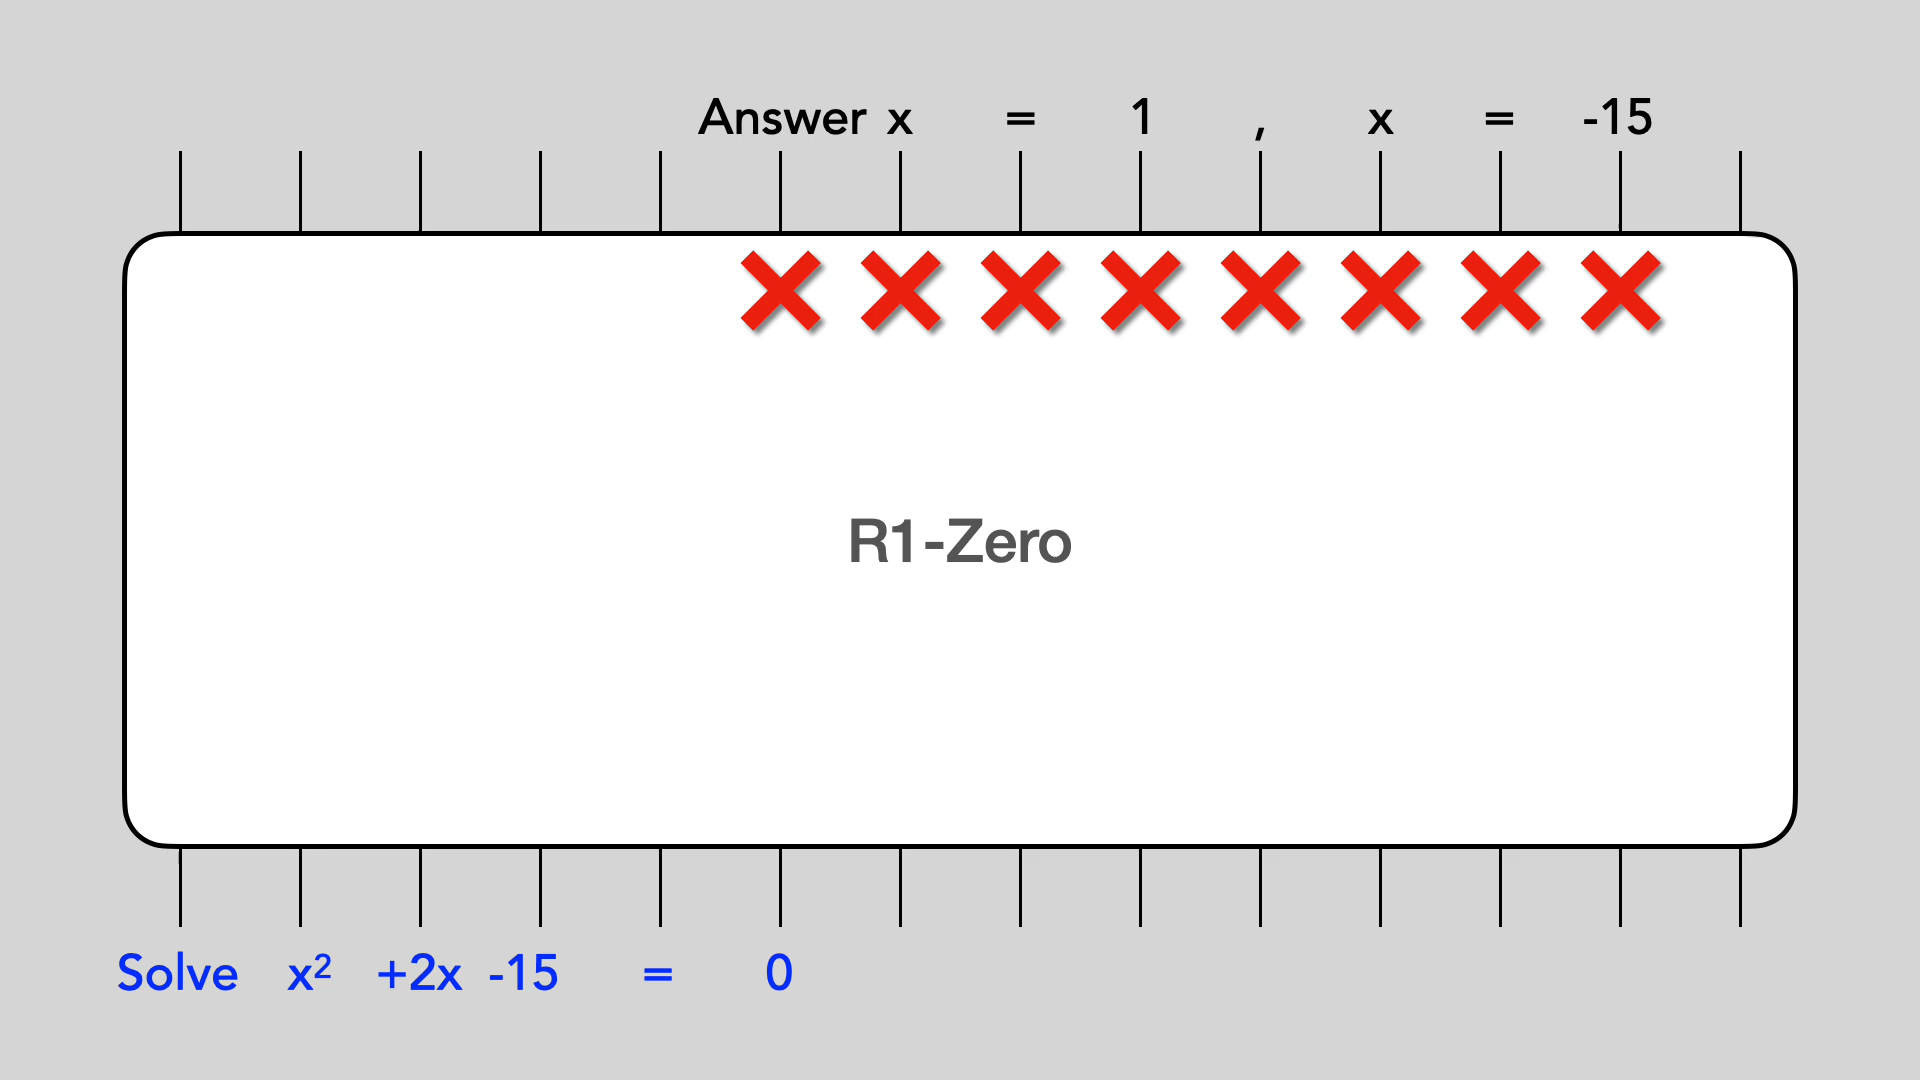 Answer x = 1 , x = -15
R1-Zero
Solve x² +2x -15 = 0